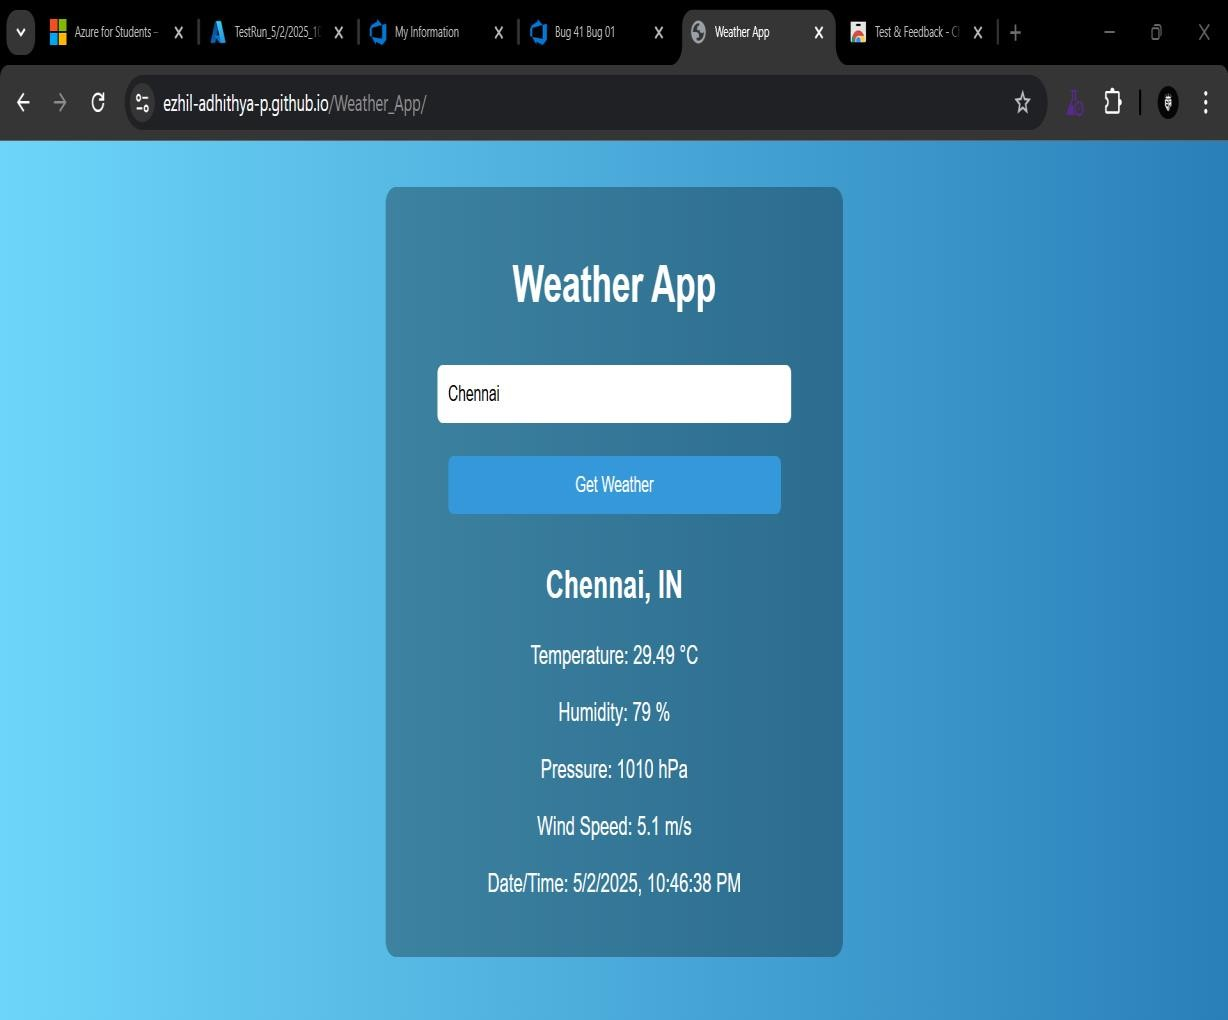 Azure for Students –
TestRun_5/2/2025_1
My Information
Bug 41 Bug 01
Weather App
Test & Feedback - C
ezhil-adhithya-p.github.io/Weather_App/
Weather App
Chennai
Get Weather
Chennai, IN
Temperature: 29.49 °C
Humidity: 79 %
Pressure: 1010 hPa
Wind Speed: 5.1 m/s
Date/Time: 5/2/2025, 10:46:38 PM